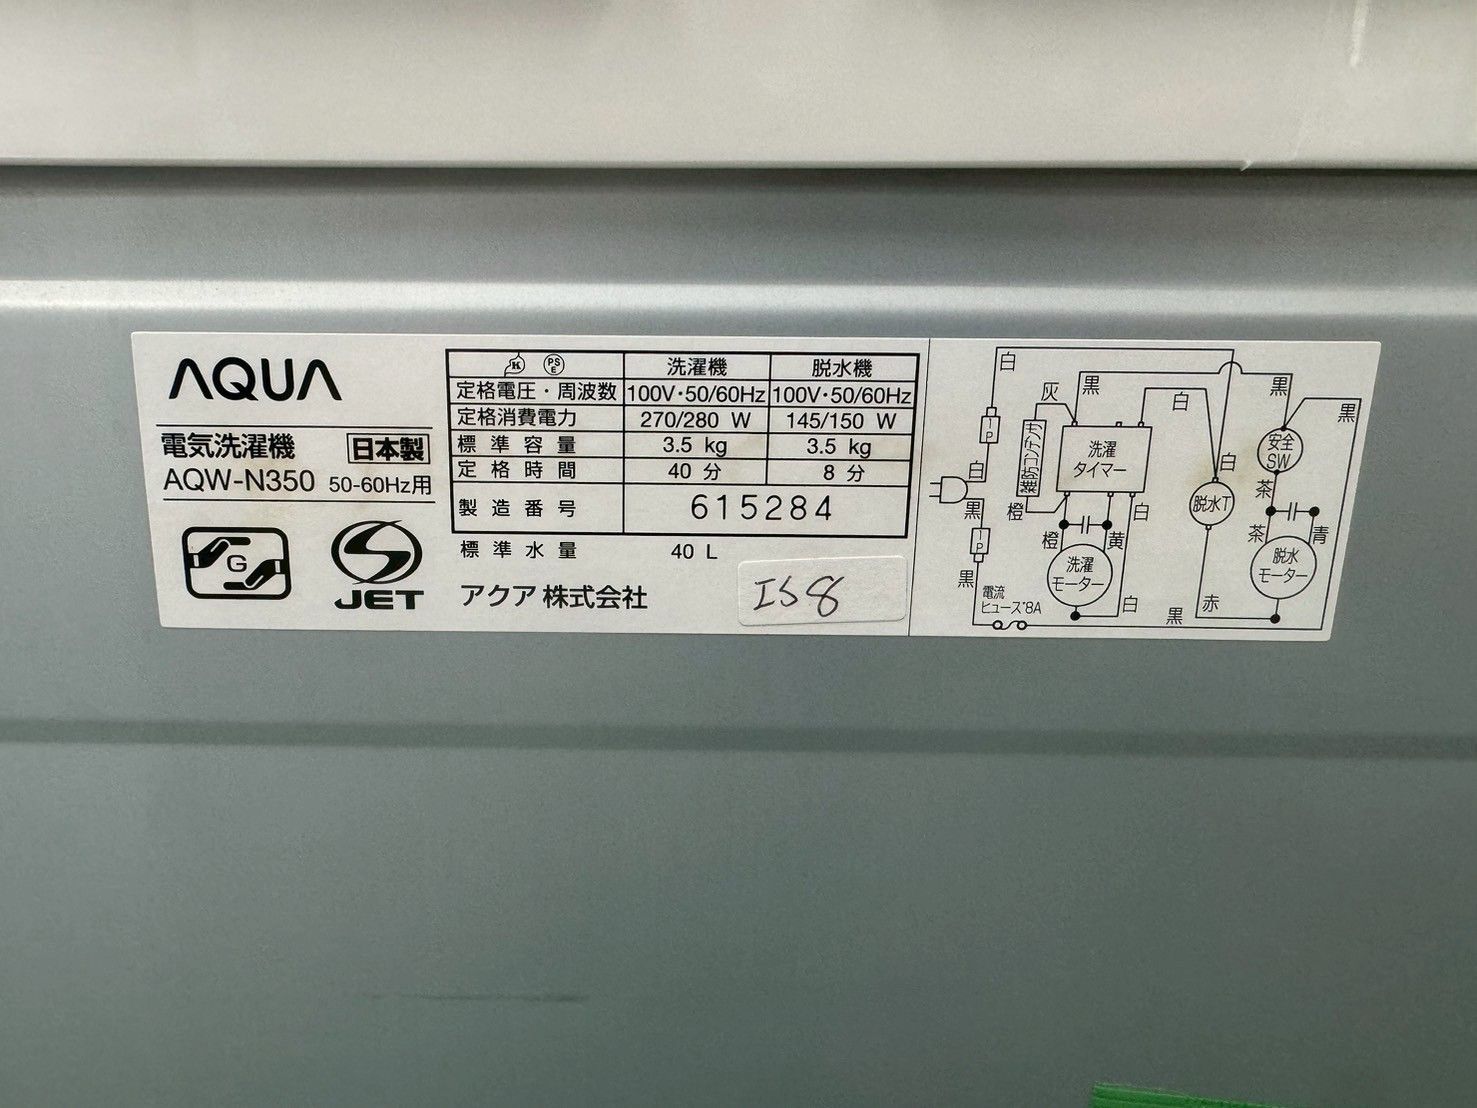 AQUA
電気洗濯機 日本製
AQW-N350 50-60Hz用
G
JET
K PS E 洗濯機 脱水機
定格電圧・周波数 100V・50/60Hz 100V・50/60Hz
定格消費電力 270/280 W 145/150 W
標準容量 3.5 kg 3.5 kg
定格時間 40 分 8 分
製造番号 615284
標準水量 40 L
アクア株式会社
IS8
白
灰
黒
白
黒
黒
IP
雑防コンデンサ
洗濯
タイマー
安全
SW
白
白
茶
黒
橙
白
脱水T
IP
橙
黄
茶
青
洗濯
モーター
脱水
モーター
黒
電流
ヒューズ8A
白
赤
黒